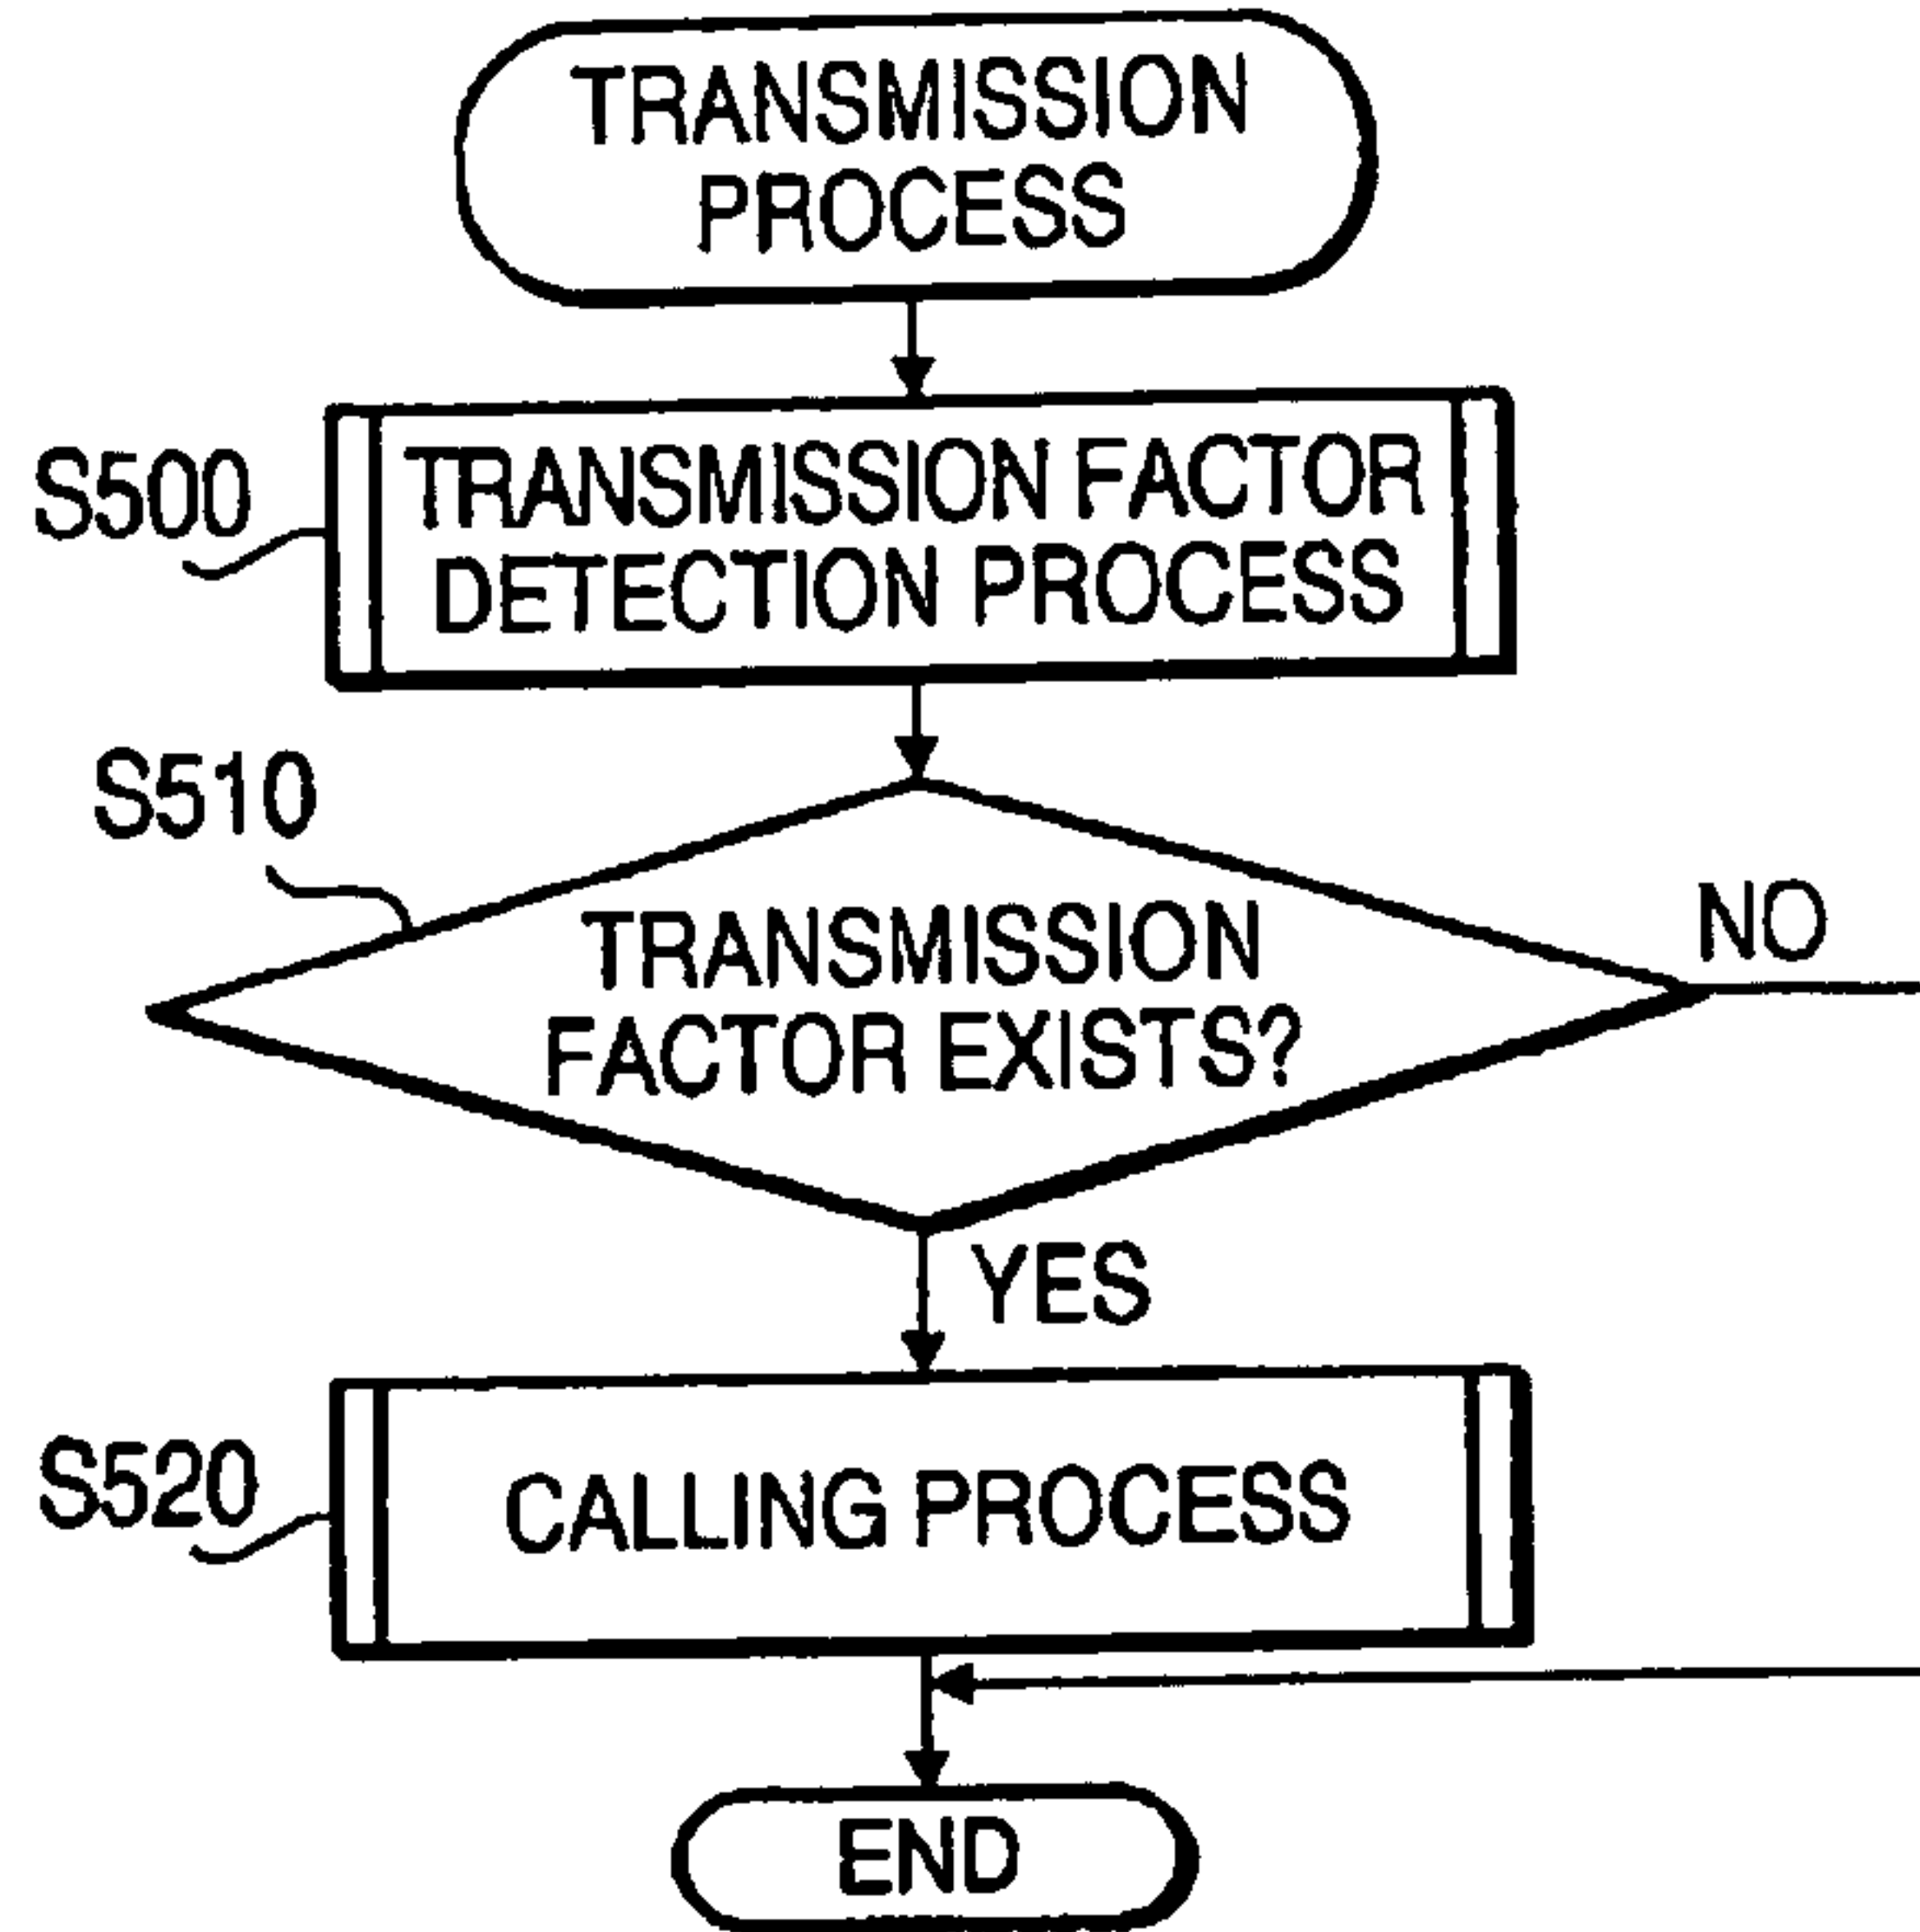 TRANSMISSION
PROCESS
S500
TRANSMISSION FACTOR
DETECTION PROCESS
S510
TRANSMISSION
FACTOR EXISTS?
NO
YES
S520
CALLING PROCESS
END